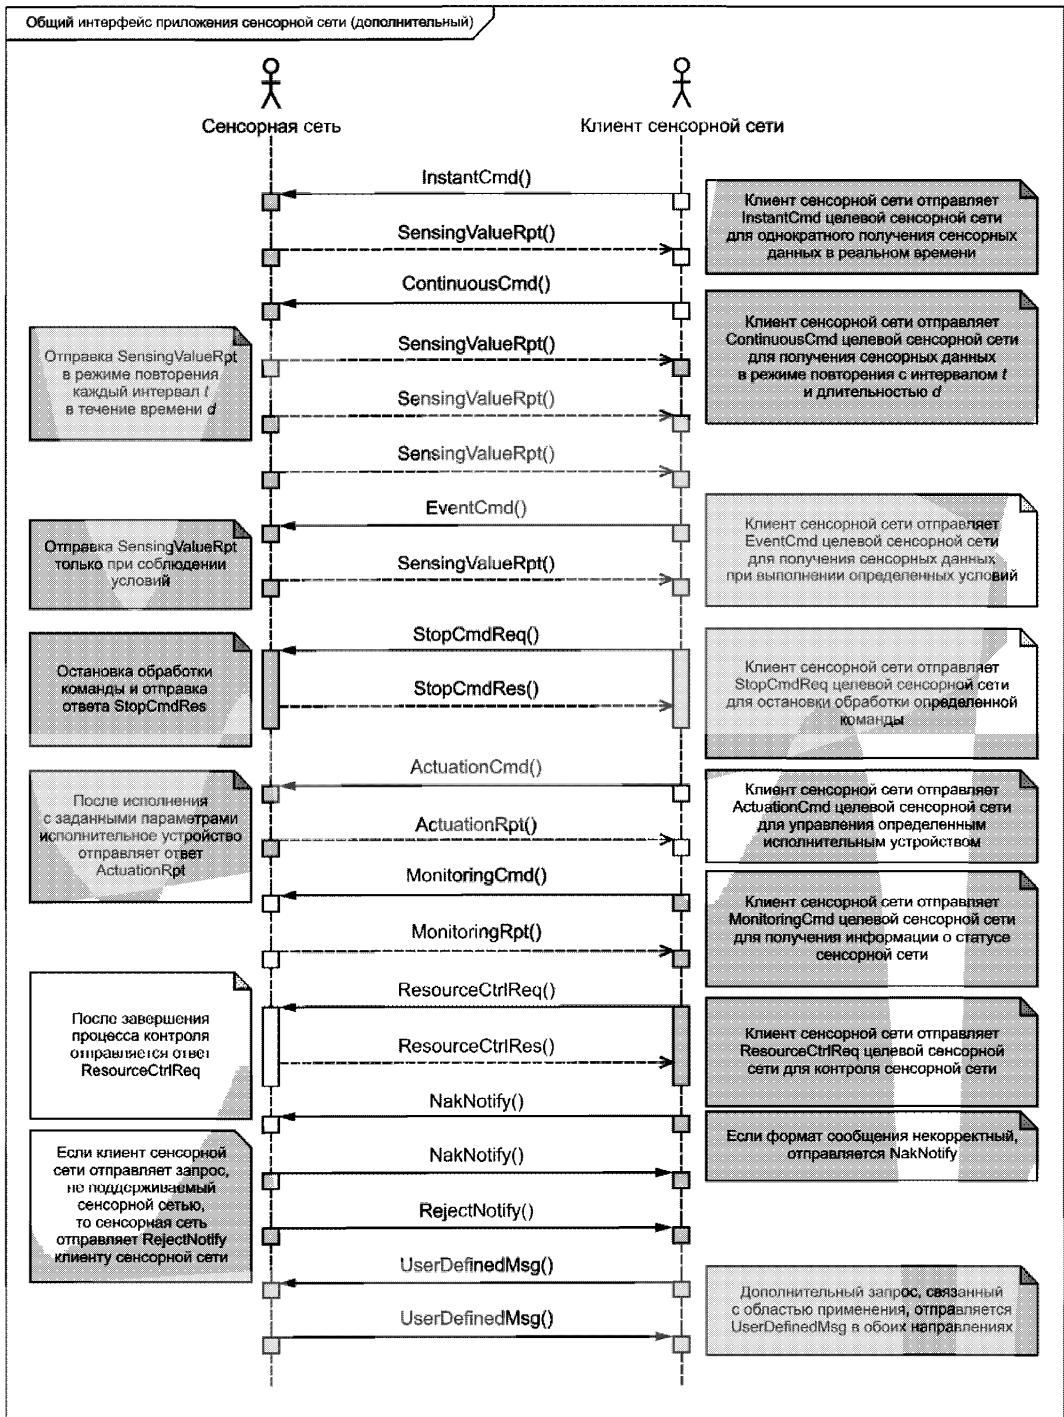 Общий интерфейс приложения сенсорной сети (дополнительный)
Сенсорная сеть
Клиент сенсорной сети
InstantCmd()
Клиент сенсорной сети отправляет
InstantCmd целевой сенсорной сети
для однократного получения сенсорных
данных в реальном времени
SensingValueRpt()
ContinuousCmd()
Клиент сенсорной сети отправляет
ContinuousCmd целевой сенсорной сети
для получения сенсорных данных
в режиме повторения с интервалом t
и длительностью d
Отправка SensingValueRpt
в режиме повторения
каждый интервал t
в течение времени d
SensingValueRpt()
SensingValueRpt()
SensingValueRpt()
EventCmd()
Клиент сенсорной сети отправляет
EventCmd целевой сенсорной сети
для получения сенсорных данных
при выполнении определенных условий
Отправка SensingValueRpt
только при соблюдении
условий
SensingValueRpt()
StopCmdReq()
Остановка обработки
команды и отправка
ответа StopCmdRes
StopCmdRes()
Клиент сенсорной сети отправляет
StopCmdReq целевой сенсорной сети
для остановки обработки определенной
команды
ActuationCmd()
Клиент сенсорной сети отправляет
ActuationCmd целевой сенсорной сети
для управления определенным
исполнительным устройством
После исполнения
с заданными параметрами
исполнительное устройство
отправляет ответ
ActuationRpt
ActuationRpt()
MonitoringCmd()
Клиент сенсорной сети отправляет
MonitoringCmd целевой сенсорной сети
для получения информации о статусе
сенсорной сети
MonitoringRpt()
ResourceCtrlReq()
После завершения
процесса контроля
отправляется ответ
ResourceCtrlReq
ResourceCtrlRes()
Клиент сенсорной сети отправляет
ResourceCtrlReq целевой сенсорной
сети для контроля сенсорной сети
NakNotify()
Если формат сообщения некорректный,
отправляется NakNotify
NakNotify()
Если клиент сенсорной
сети отправляет запрос,
не поддерживаемый
сенсорной сетью,
то сенсорная сеть
отправляет RejectNotify
клиенту сенсорной сети
RejectNotify()
UserDefinedMsg()
Дополнительный запрос, связанный
с областью применения, отправляется
UserDefinedMsg в обоих направлениях
UserDefinedMsg()